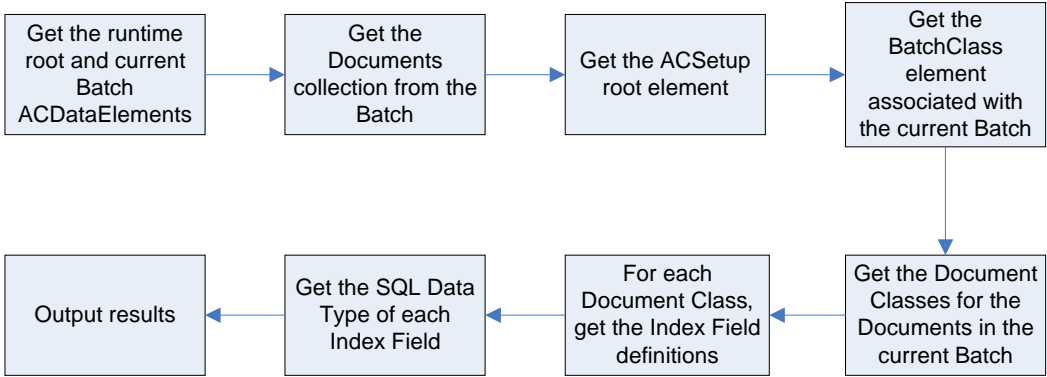 Get the runtime
root and current
Batch
ACDataElements
Get the
Documents
collection from the
Batch
Get the ACSetup
root element
Get the
BatchClass
element
associated with
the current Batch
Get the Document
Classes for the
Documents in the
current Batch
For each
Document Class,
get the Index Field
definitions
Get the SQL Data
Type of each
Index Field
Output results